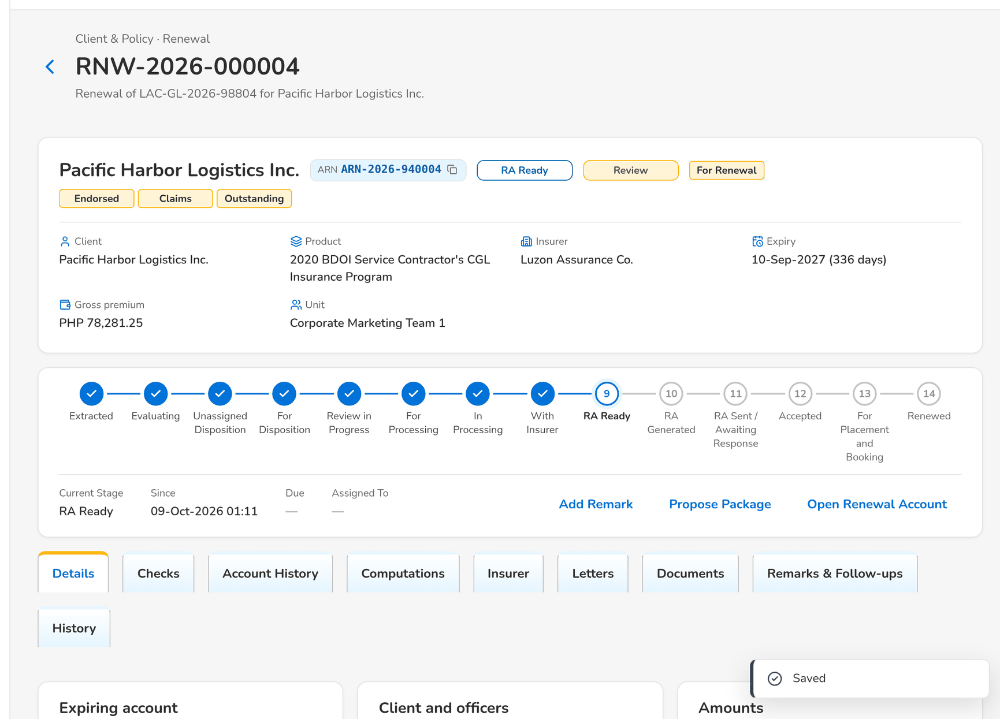 Client & Policy · Renewal
RNW-2026-000004
Renewal of LAC-GL-2026-98804 for Pacific Harbor Logistics Inc.
Pacific Harbor Logistics Inc. ARN ARN-2026-940004 RA Ready Review For Renewal
Endorsed Claims Outstanding
Client Product Insurer Expiry
Pacific Harbor Logistics Inc. 2020 BDOI Service Contractor's CGL Luzon Assurance Co. 10-Sep-2027 (336 days)
Insurance Program
Gross premium Unit
PHP 78,281.25 Corporate Marketing Team 1
9 10 11 12 13 14
Extracted Evaluating Unassigned For Review in For In With RA Ready RA RA Sent / Accepted For Renewed
Disposition Disposition Progress Processing Processing Insurer Generated Awaiting Placement
Response and
Booking
Current Stage Since Due Assigned To
RA Ready 09-Oct-2026 01:11 — — Add Remark Propose Package Open Renewal Account
Details Checks Account History Computations Insurer Letters Documents Remarks & Follow-ups
History
Saved
Expiring account Client and officers Amounts